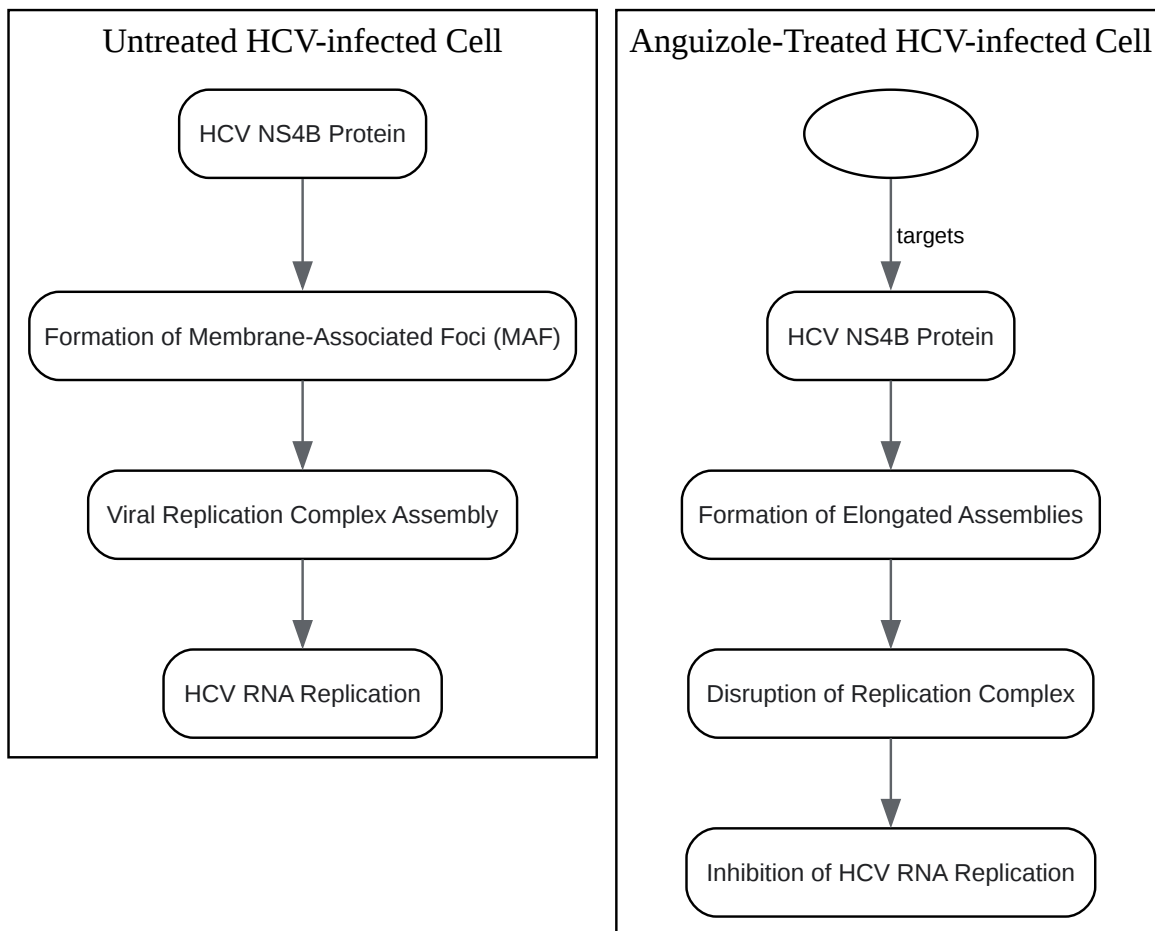 Untreated HCV-infected Cell
HCV NS4B Protein
Formation of Membrane-Associated Foci (MAF)
Viral Replication Complex Assembly
HCV RNA Replication
Anguizole-Treated HCV-infected Cell
targets
HCV NS4B Protein
Formation of Elongated Assemblies
Disruption of Replication Complex
Inhibition of HCV RNA Replication